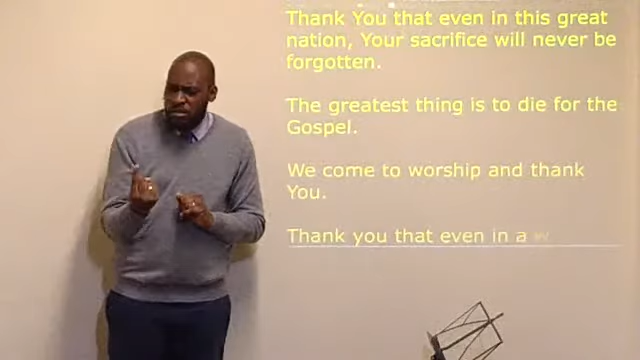 Thank You that even in this great
nation, Your sacrifice will never be
forgotten.
The greatest thing is to die for the
Gospel.
We come to worship and thank
You.
Thank you that even in a